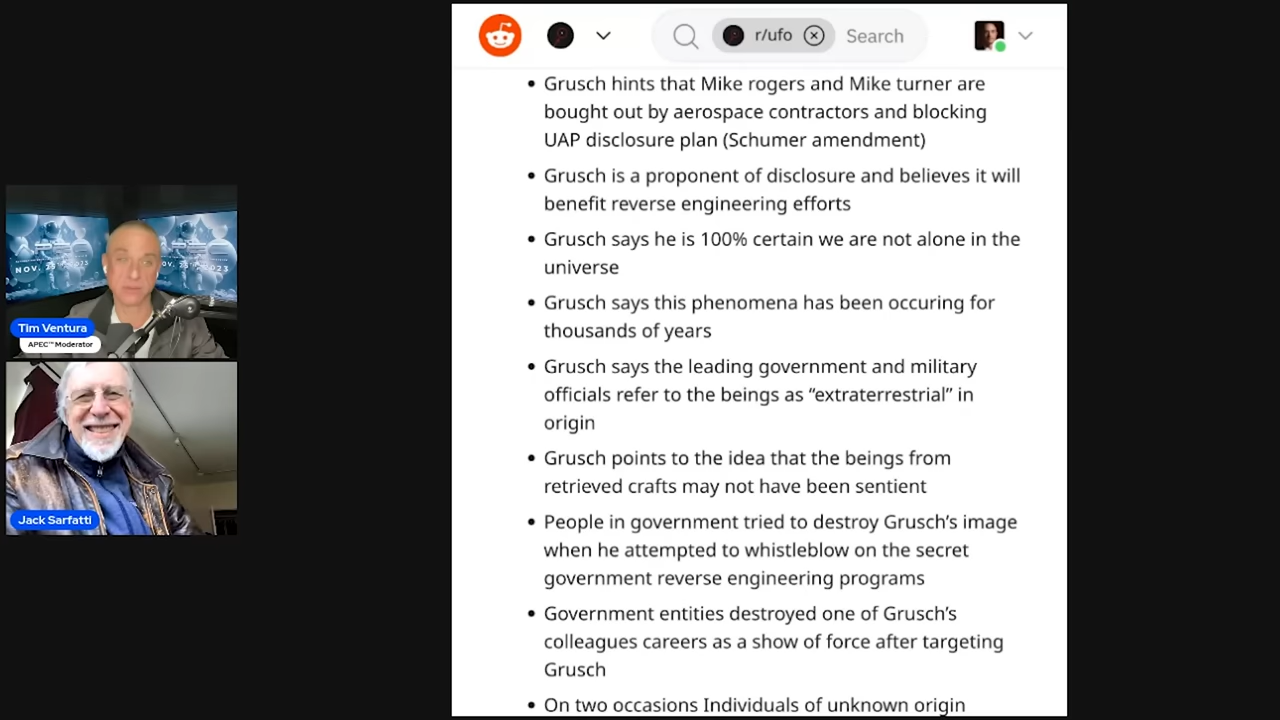 r/ufo
Search
• Grusch hints that Mike rogers and Mike turner are
bought out by aerospace contractors and blocking
UAP disclosure plan (Schumer amendment)
• Grusch is a proponent of disclosure and believes it will
benefit reverse engineering efforts
• Grusch says he is 100% certain we are not alone in the
universe
• Grusch says this phenomena has been occuring for
thousands of years
• Grusch says the leading government and military
officials refer to the beings as “extraterrestrial” in
origin
• Grusch points to the idea that the beings from
retrieved crafts may not have been sentient
• People in government tried to destroy Grusch’s image
when he attempted to whistleblow on the secret
government reverse engineering programs
• Government entities destroyed one of Grusch’s
colleagues careers as a show of force after targeting
Grusch
• On two occasions Individuals of unknown origin
NOV. 25
Tim Ventura
APEC™ Moderator
Jack Sarfatti